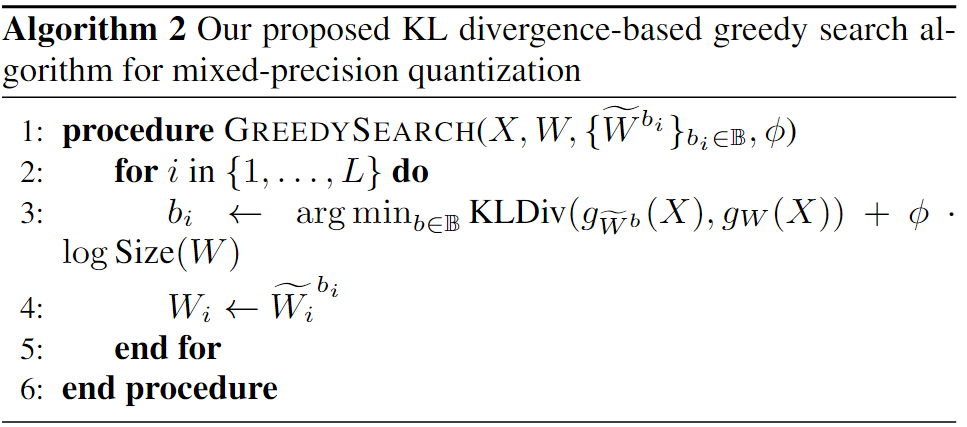 Algorithm 2 Our proposed KL divergence-based greedy search al-
gorithm for mixed-precision quantization
1: procedure GREEDYSEARCH(X, W, {W̃^{b_i}}_{b_i∈𝔹}, ϕ)
2: for i in {1, . . . , L} do
3: b_i ← arg min_{b∈𝔹} KLDiv(g_{W̃^b}(X), g_W(X)) + ϕ ·
log Size(W)
4: W_i ← W̃_i^{b_i}
5: end for
6: end procedure